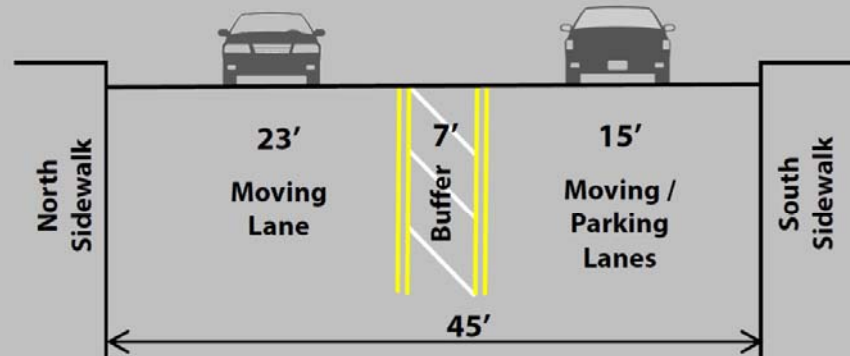 North
Sidewalk
23’
Moving
Lane
7’
Buffer
15’
Moving /
Parking
Lanes
South
Sidewalk
45’